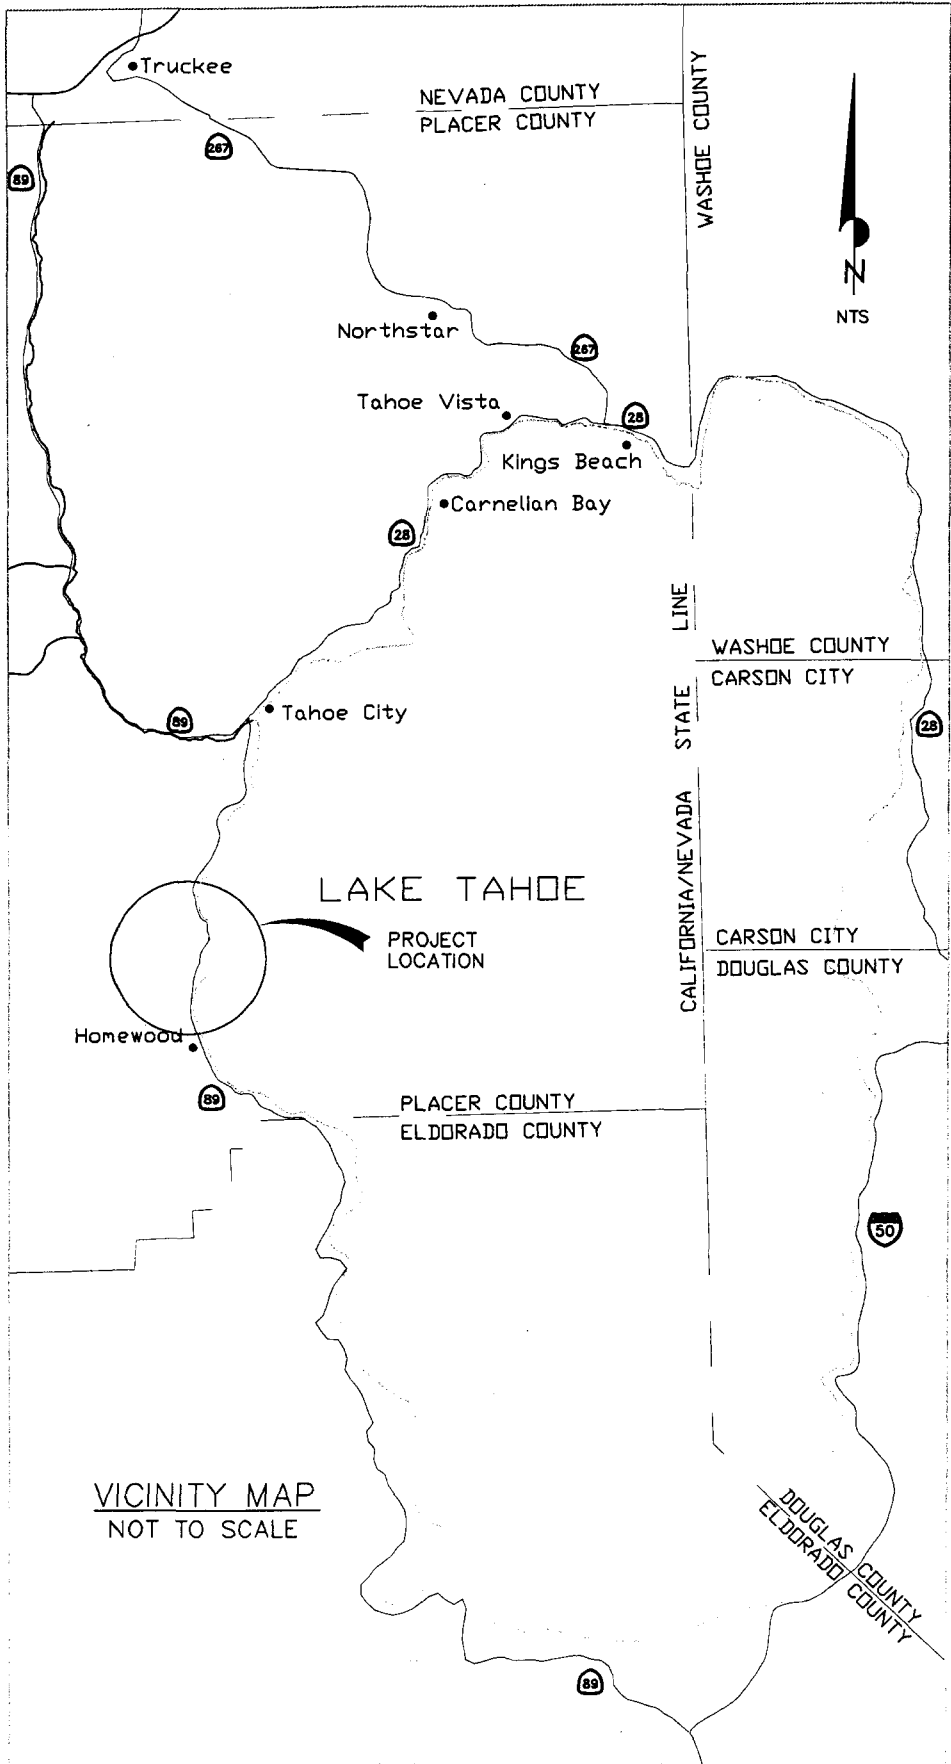 Truckee
NEVADA COUNTY
PLACER COUNTY
WASHOE COUNTY
267
89
N
NTS
Northstar
267
Tahoe Vista
28
Kings Beach
Carnelian Bay
28
CALIFORNIA/NEVADA STATE LINE
WASHOE COUNTY
CARSON CITY
Tahoe City
89
28
LAKE TAHOE
PROJECT
LOCATION
CARSON CITY
DOUGLAS COUNTY
Homewood
89
PLACER COUNTY
ELDORADO COUNTY
50
VICINITY MAP
NOT TO SCALE
DOUGLAS COUNTY
ELDORADO COUNTY
89